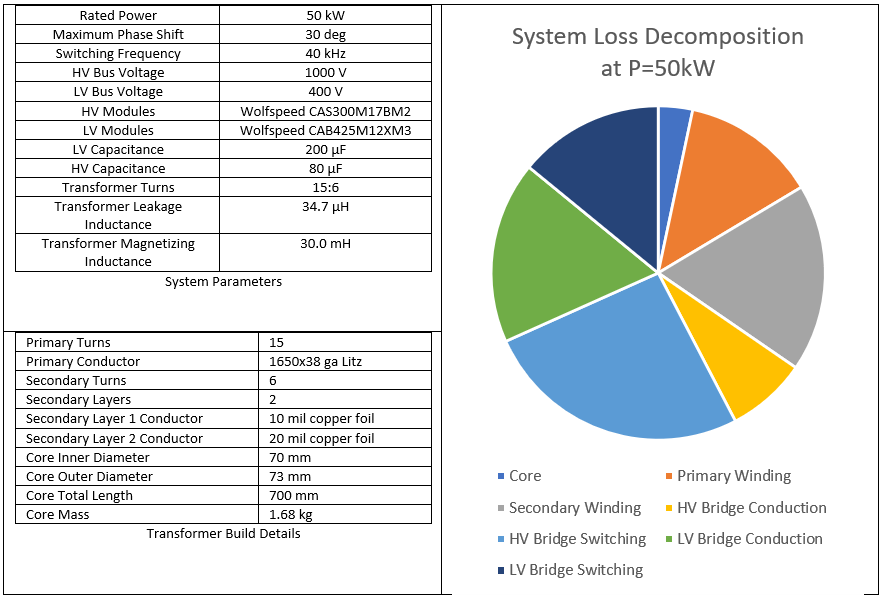 Rated Power 50 kW
Maximum Phase Shift 30 deg
Switching Frequency 40 kHz
HV Bus Voltage 1000 V
LV Bus Voltage 400 V
HV Modules Wolfspeed CAS300M17BM2
LV Modules Wolfspeed CAB425M12XM3
LV Capacitance 200 µF
HV Capacitance 80 µF
Transformer Turns 15:6
Transformer Leakage 34.7 µH
Inductance
Transformer Magnetizing 30.0 mH
Inductance
System Parameters
Primary Turns 15
Primary Conductor 1650x38 ga Litz
Secondary Turns 6
Secondary Layers 2
Secondary Layer 1 Conductor 10 mil copper foil
Secondary Layer 2 Conductor 20 mil copper foil
Core Inner Diameter 70 mm
Core Outer Diameter 73 mm
Core Total Length 700 mm
Core Mass 1.68 kg
Transformer Build Details
System Loss Decomposition
at P=50kW
Core Primary Winding
Secondary Winding HV Bridge Conduction
HV Bridge Switching LV Bridge Conduction
LV Bridge Switching